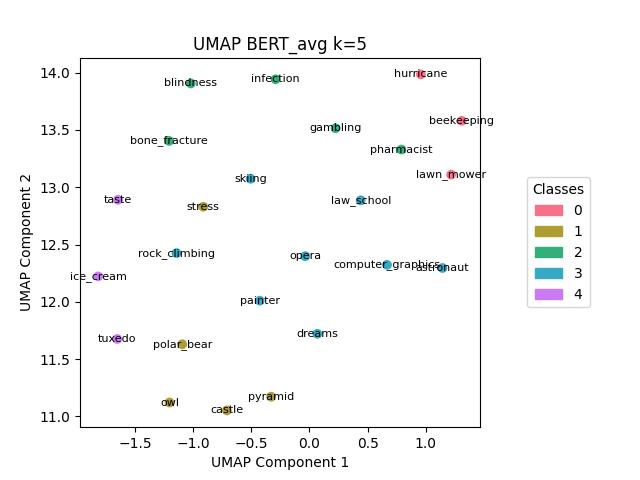 UMAP BERT_avg k=5
UMAP Component 2
14.0
13.5
13.0
12.5
12.0
11.5
11.0
blindness
infection
hurricane
beekeeping
gambling
bone_fracture
pharmacist
lawn_mower
skiing
taste
stress
law_school
rock_climbing
opera
computer_graphics
astronaut
ice_cream
painter
tuxedo
polar_bear
dreams
owl
castle
pyramid
−1.5
−1.0
−0.5
0.0
0.5
1.0
UMAP Component 1
Classes
0
1
2
3
4